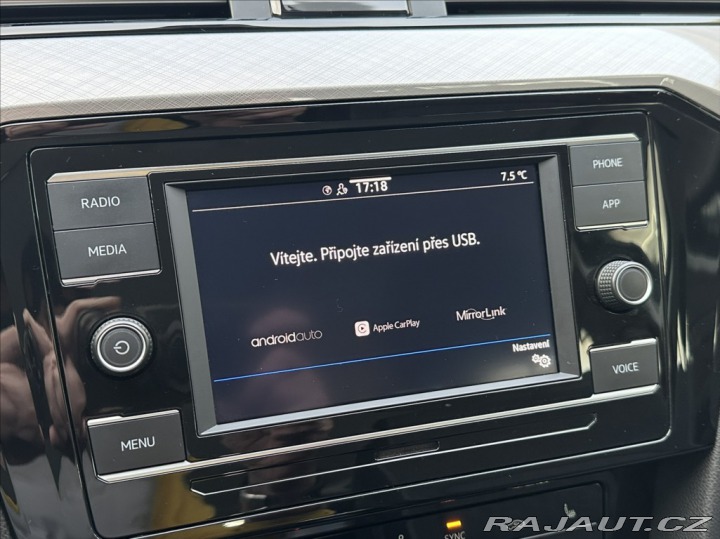 RADIO
MEDIA
MENU
17:18
7.5 °C
Vítejte. Připojte zařízení přes USB.
androidauto
Apple CarPlay
MirrorLink
Nastavení
PHONE
APP
VOICE
SYNC
RAJAUT.CZ